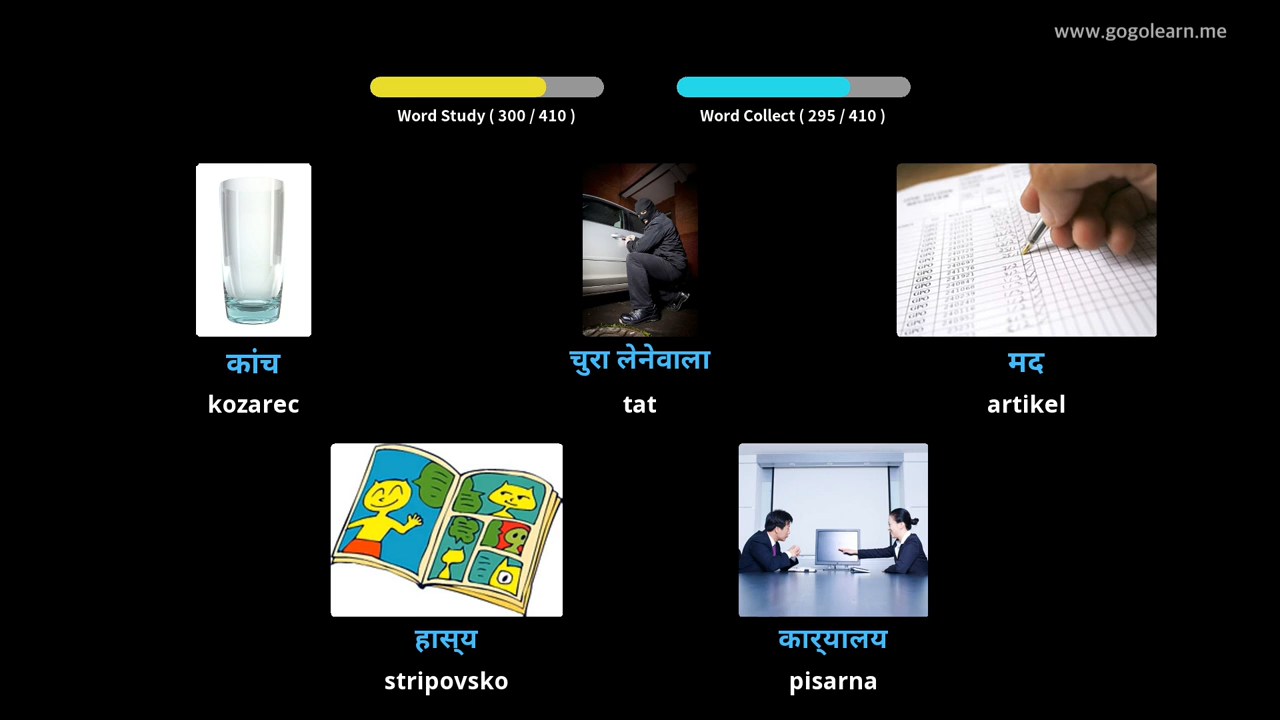 www.gogolearn.me
Word Study ( 300 / 410 )
Word Collect ( 295 / 410 )
कांच
kozarec
चुरा लेनेवाला
tat
मद
artikel
हास्‌य
stripovsko
कार्‌यालय
pisarna